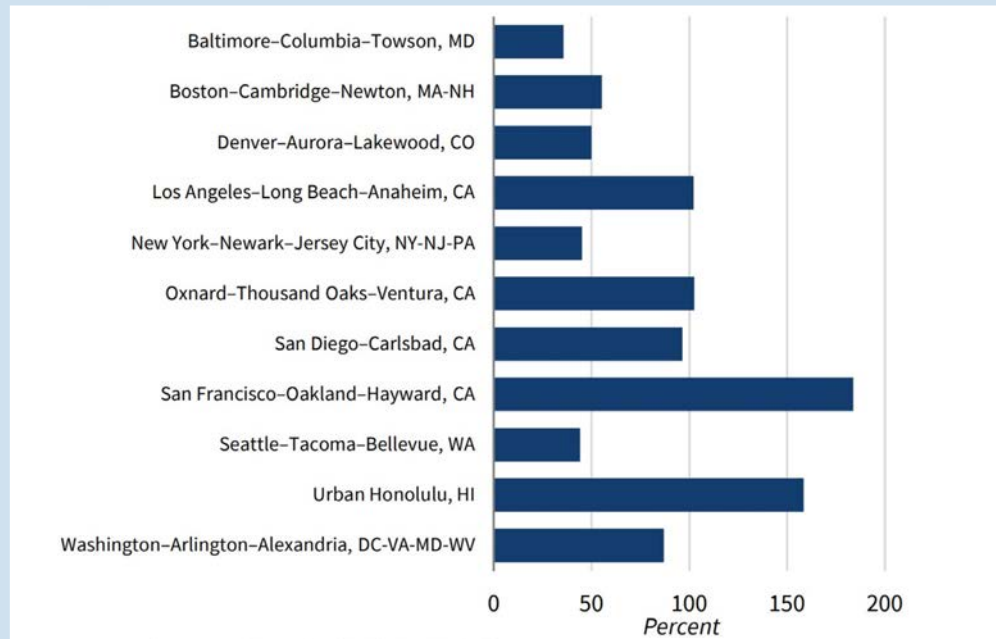 Baltimore–Columbia–Towson, MD
Boston–Cambridge–Newton, MA-NH
Denver–Aurora–Lakewood, CO
Los Angeles–Long Beach–Anaheim, CA
New York–Newark–Jersey City, NY-NJ-PA
Oxnard–Thousand Oaks–Ventura, CA
San Diego–Carlsbad, CA
San Francisco–Oakland–Hayward, CA
Seattle–Tacoma–Bellevue, WA
Urban Honolulu, HI
Washington–Arlington–Alexandria, DC-VA-MD-WV
0 50 100 150 200
Percent